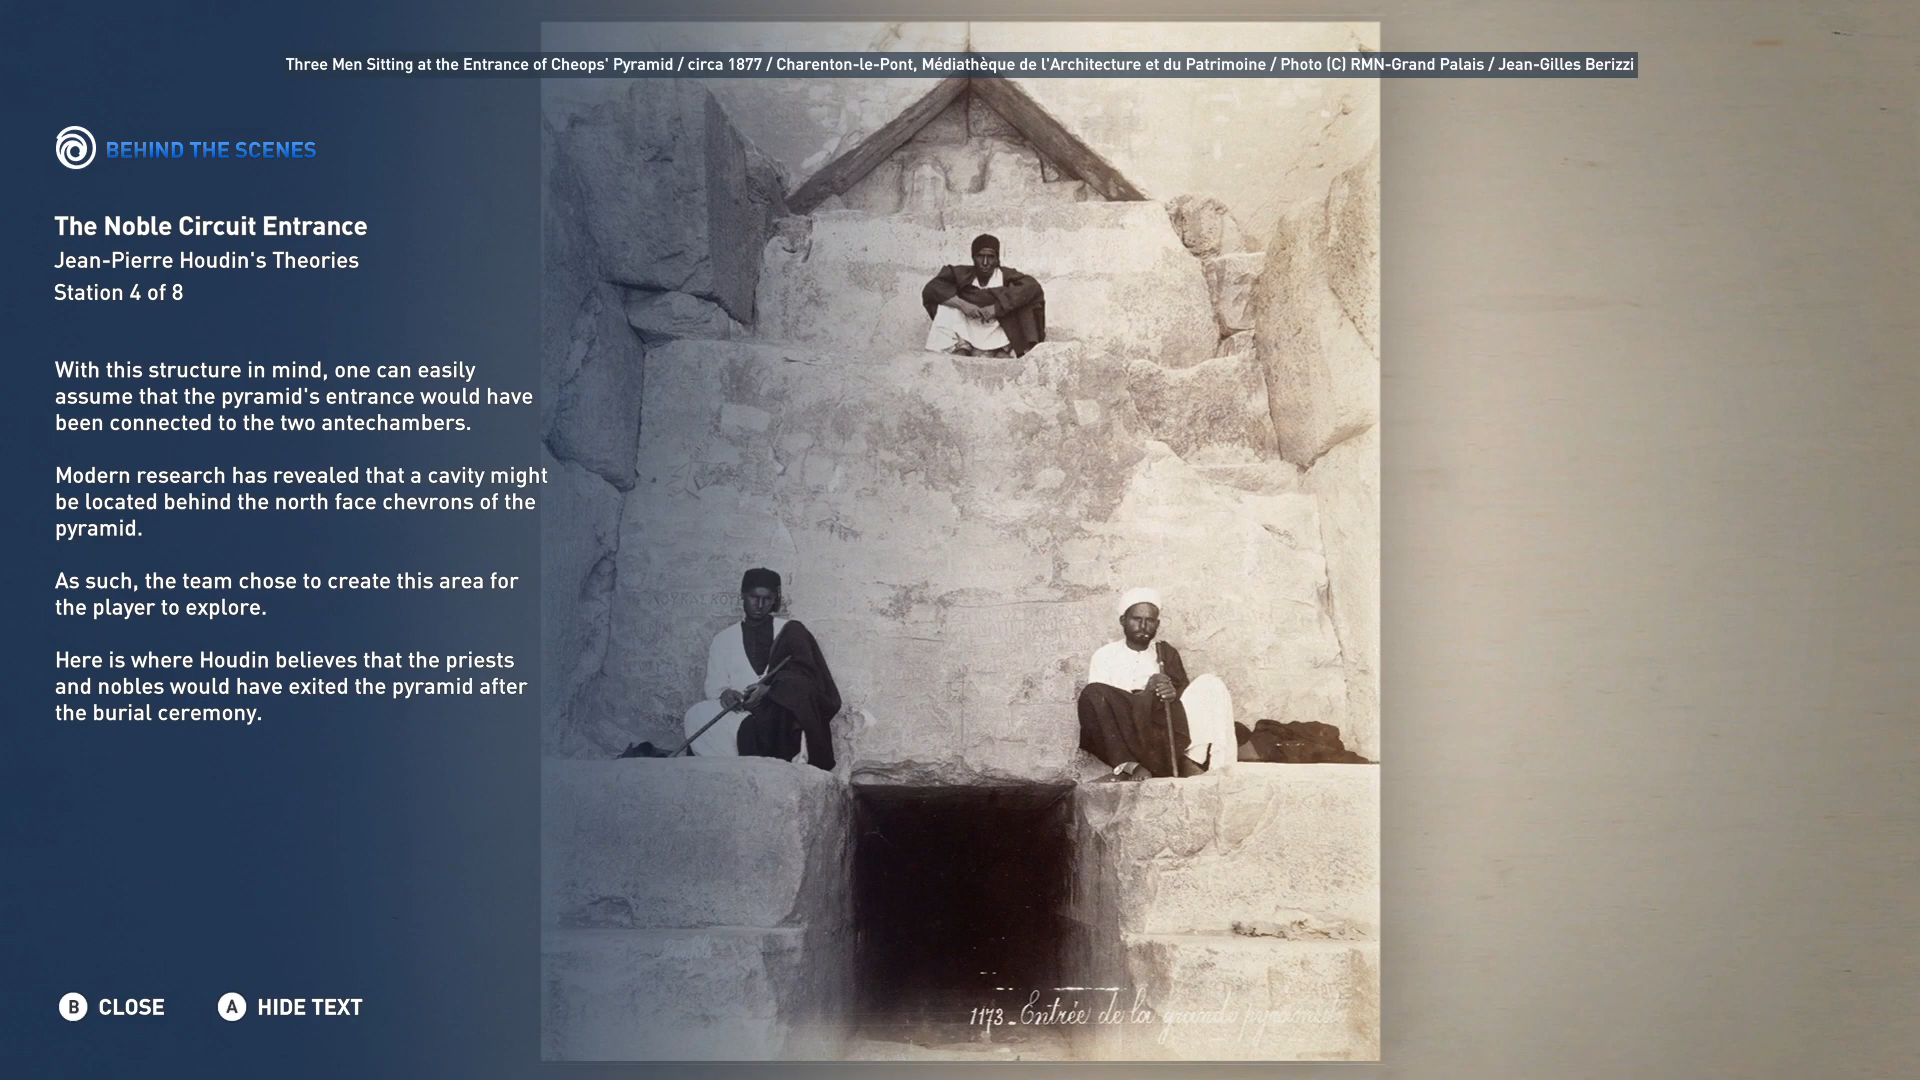 Three Men Sitting at the Entrance of Cheops' Pyramid / circa 1877 / Charenton-le-Pont, Médiathèque de l'Architecture et du Patrimoine / Photo (C) RMN-Grand Palais / Jean-Gilles Berizzi
BEHIND THE SCENES
The Noble Circuit Entrance
Jean-Pierre Houdin's Theories
Station 4 of 8
With this structure in mind, one can easily
assume that the pyramid's entrance would have
been connected to the two antechambers.
Modern research has revealed that a cavity might
be located behind the north face chevrons of the
pyramid.
As such, the team chose to create this area for
the player to explore.
Here is where Houdin believes that the priests
and nobles would have exited the pyramid after
the burial ceremony.
1173 - Entrée de la grande
B CLOSE A HIDE TEXT